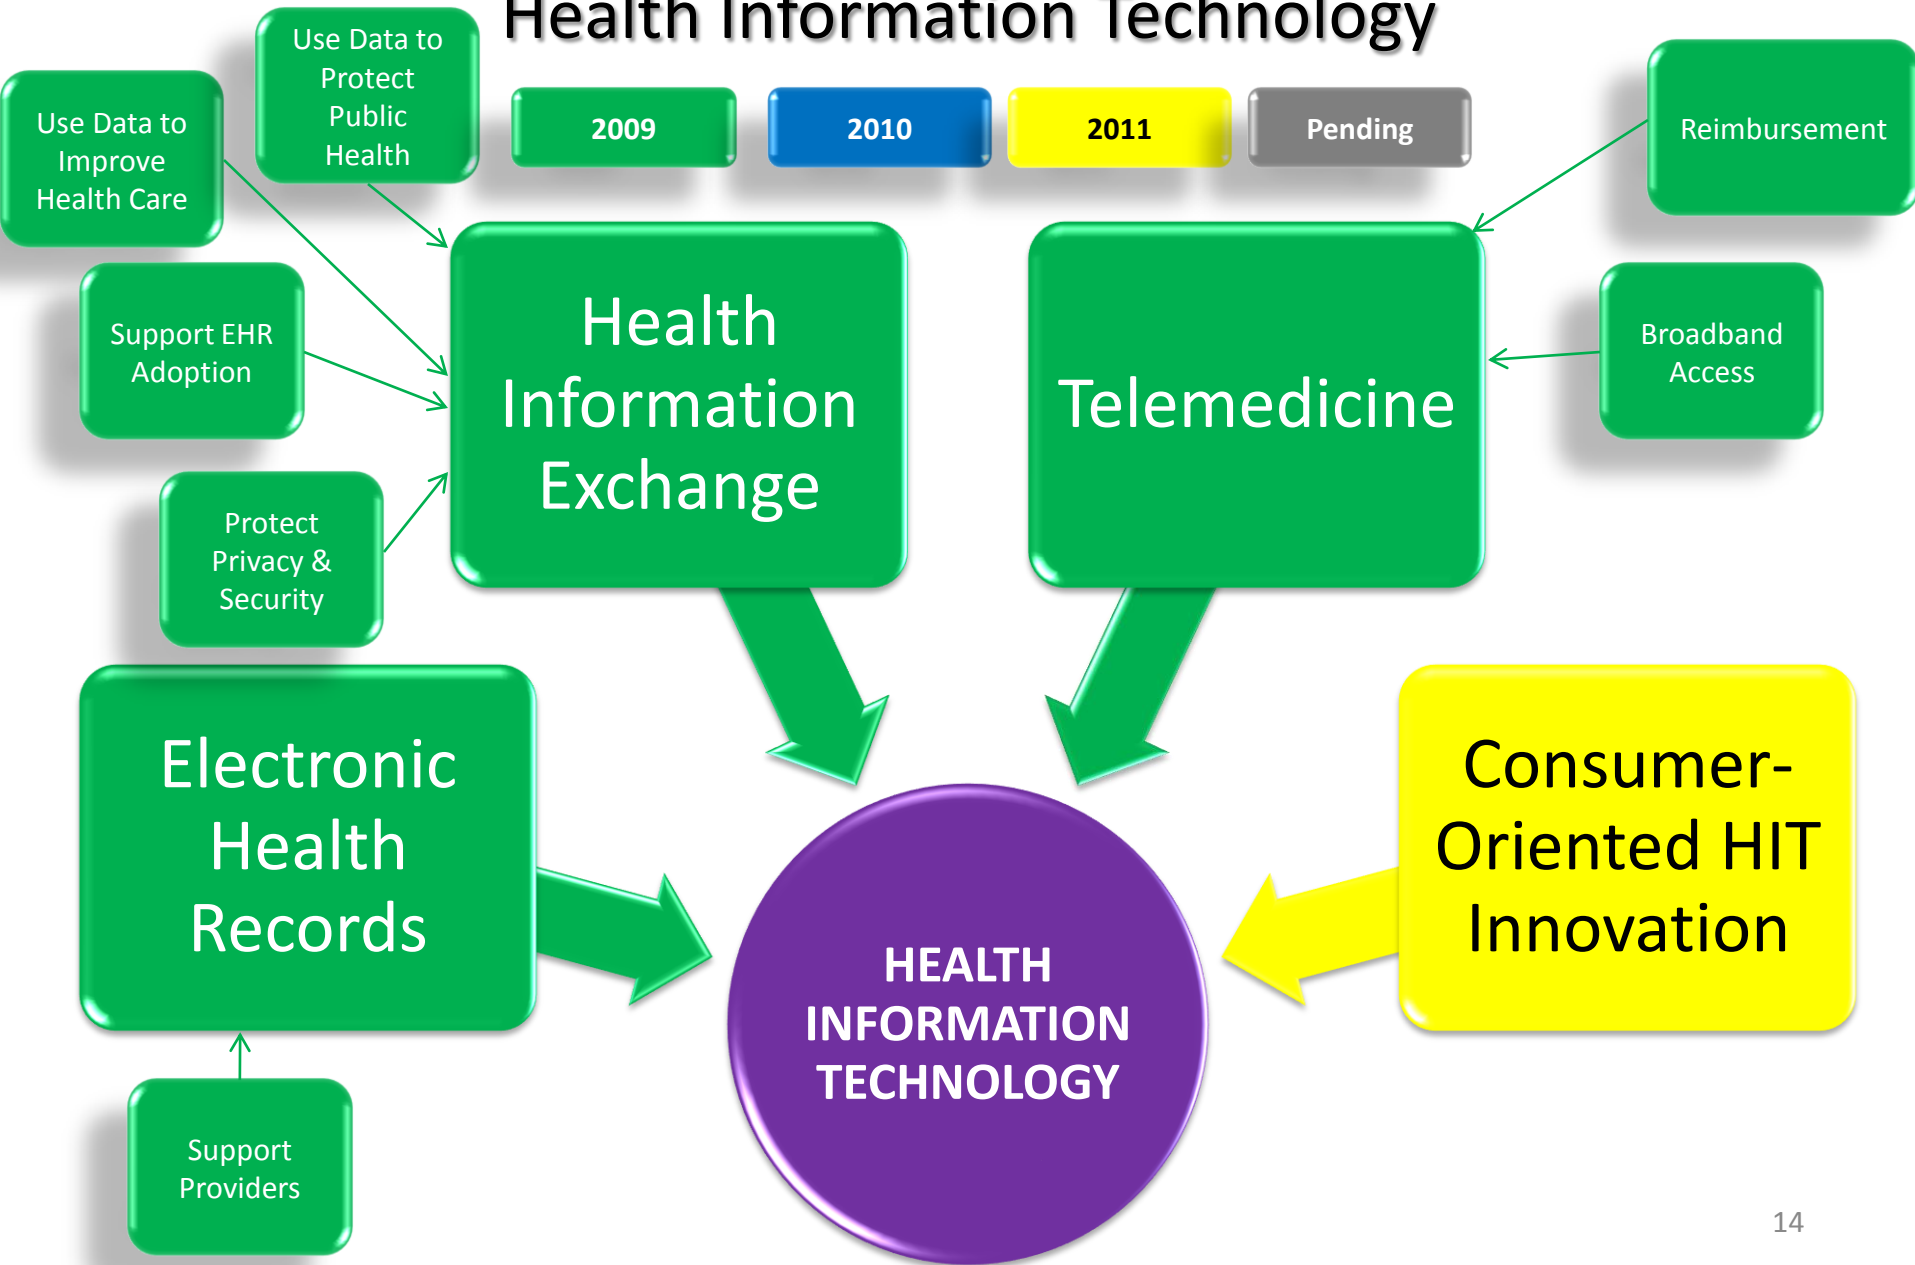 Health Information Technology
2009
2010
2011
Pending
Use Data to
Protect
Public
Health
Use Data to
Improve
Health Care
Support EHR
Adoption
Protect
Privacy &
Security
Health
Information
Exchange
Telemedicine
Reimbursement
Broadband
Access
Electronic
Health
Records
Support
Providers
HEALTH
INFORMATION
TECHNOLOGY
Consumer-
Oriented HIT
Innovation
14